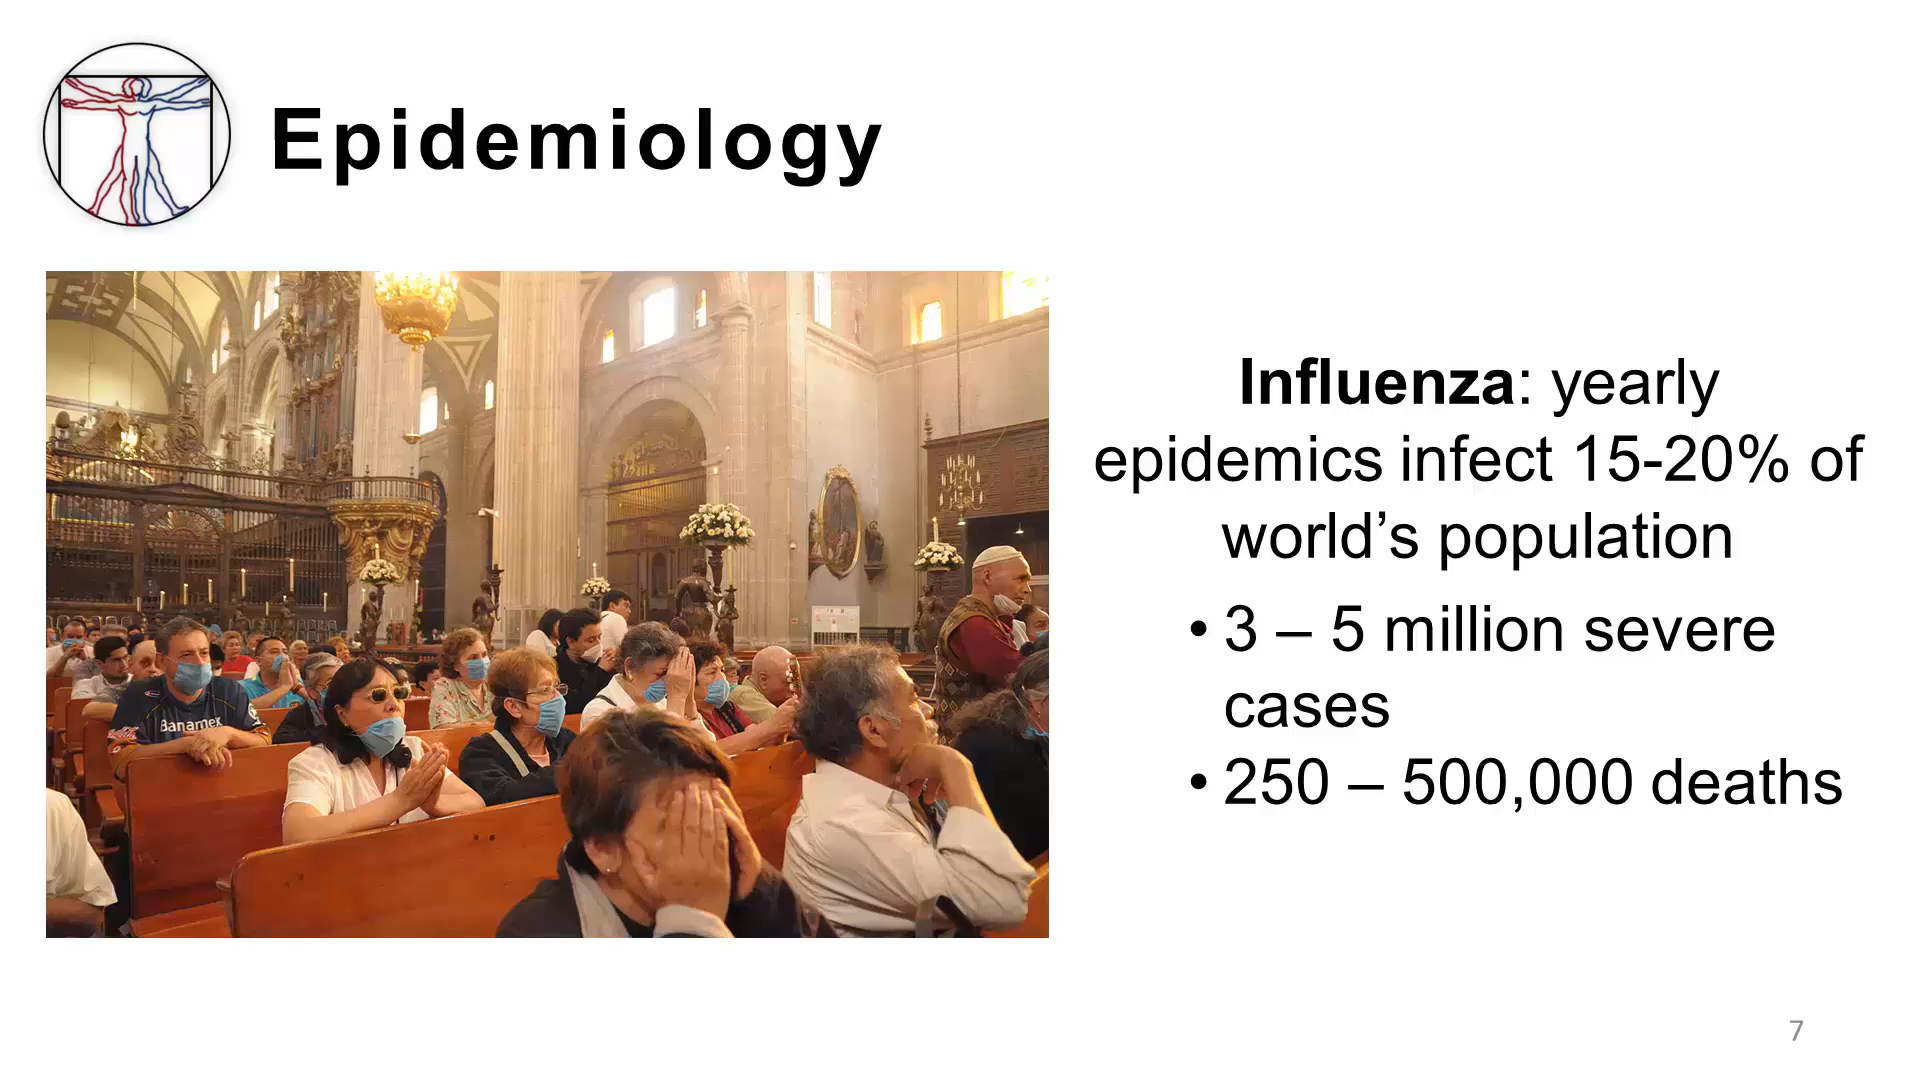 Epidemiology
Banamex
Influenza: yearly
epidemics infect 15-20% of
world’s population
• 3 – 5 million severe
cases
• 250 – 500,000 deaths
7